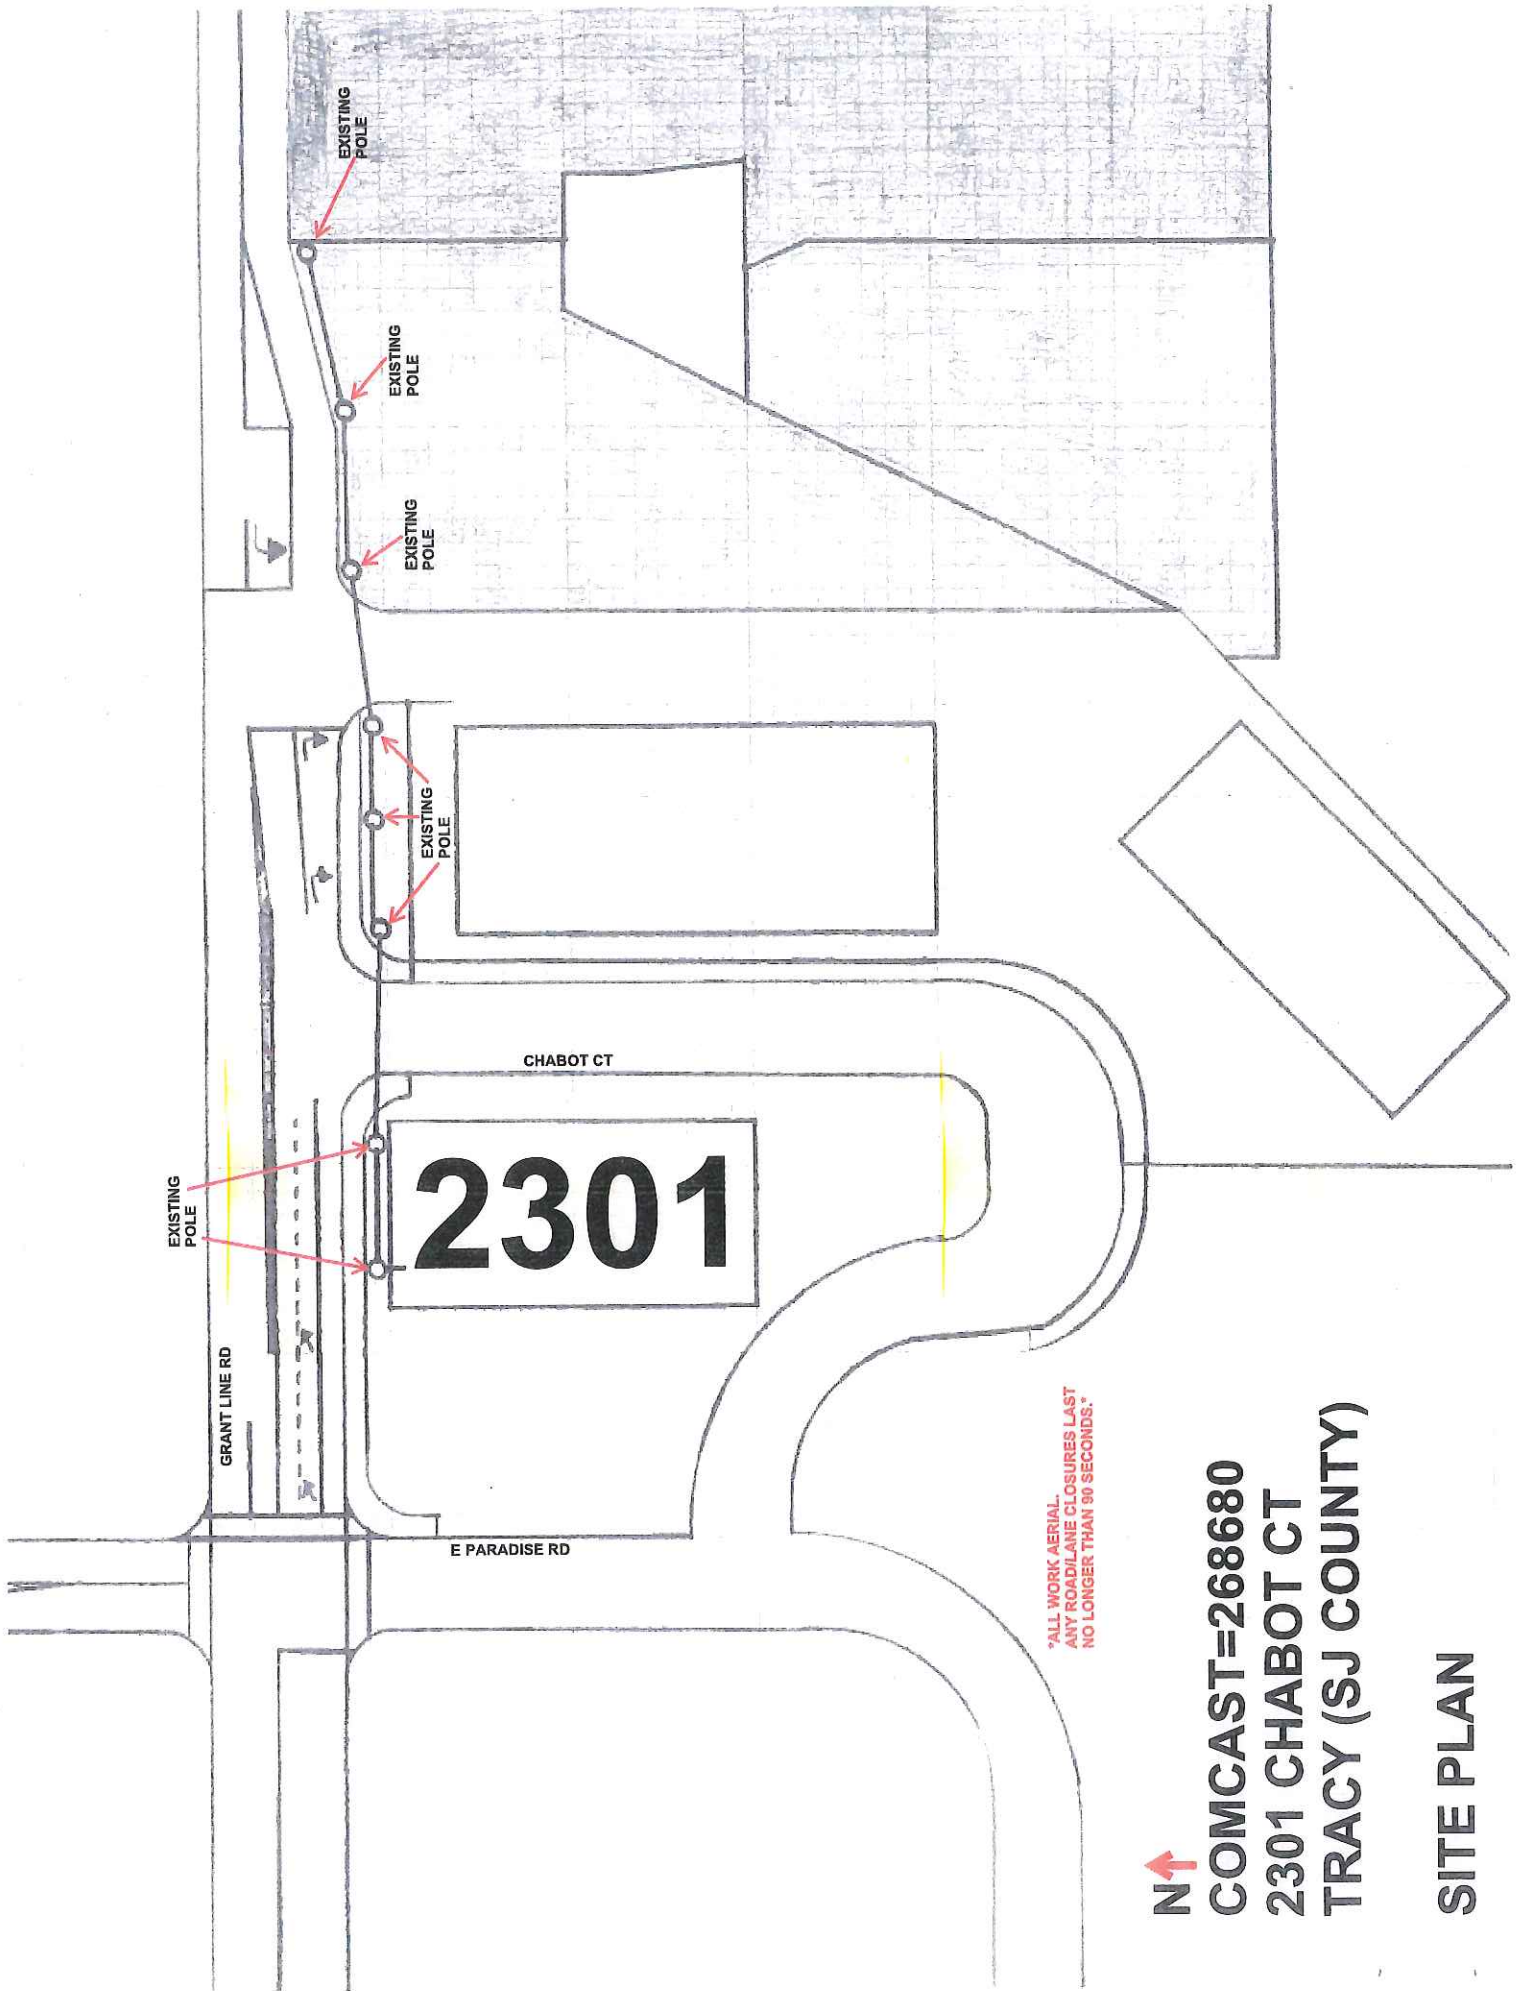 EXISTING
POLE
EXISTING
POLE
EXISTING
POLE
EXISTING
POLE
EXISTING
POLE
CHABOT CT
2301
GRANT LINE RD
E PARADISE RD
*ALL WORK AERIAL.
ANY ROAD/LANE CLOSURES LAST
NO LONGER THAN 90 SECONDS.*
N
COMCAST=268680
2301 CHABOT CT
TRACY (SJ COUNTY)
SITE PLAN